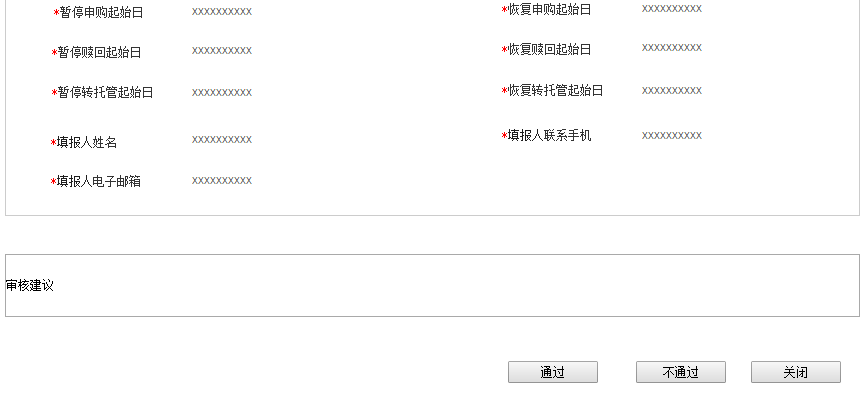 *暂停申购起始日 xxxxxxxxxx *恢复申购起始日 xxxxxxxxxx
*暂停赎回起始日 xxxxxxxxxx *恢复赎回起始日 xxxxxxxxxx
*暂停转托管起始日 xxxxxxxxxx *恢复转托管起始日 xxxxxxxxxx
*填报人姓名 xxxxxxxxxx *填报人联系手机 xxxxxxxxxx
*填报人电子邮箱 xxxxxxxxxx
审核建议
通过 不通过 关闭